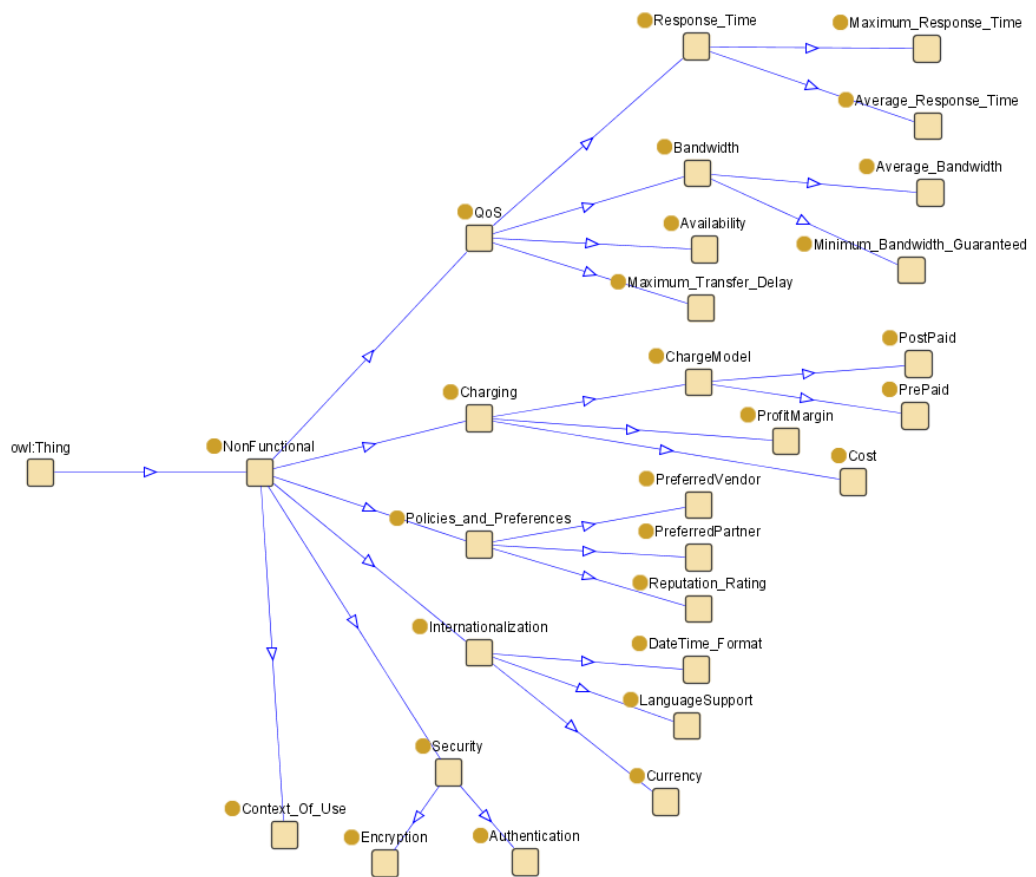 Response_Time
Maximum_Response_Time
Average_Response_Time
Bandwidth
Average_Bandwidth
QoS
Availability
Minimum_Bandwidth_Guaranteed
Maximum_Transfer_Delay
PostPaid
ChargeModel
PrePaid
Charging
ProfitMargin
owl:Thing
NonFunctional
Cost
PreferredVendor
Policies_and_Preferences
PreferredPartner
Reputation_Rating
Internationalization
DateTime_Format
LanguageSupport
Security
Currency
Context_Of_Use
Encryption
Authentication